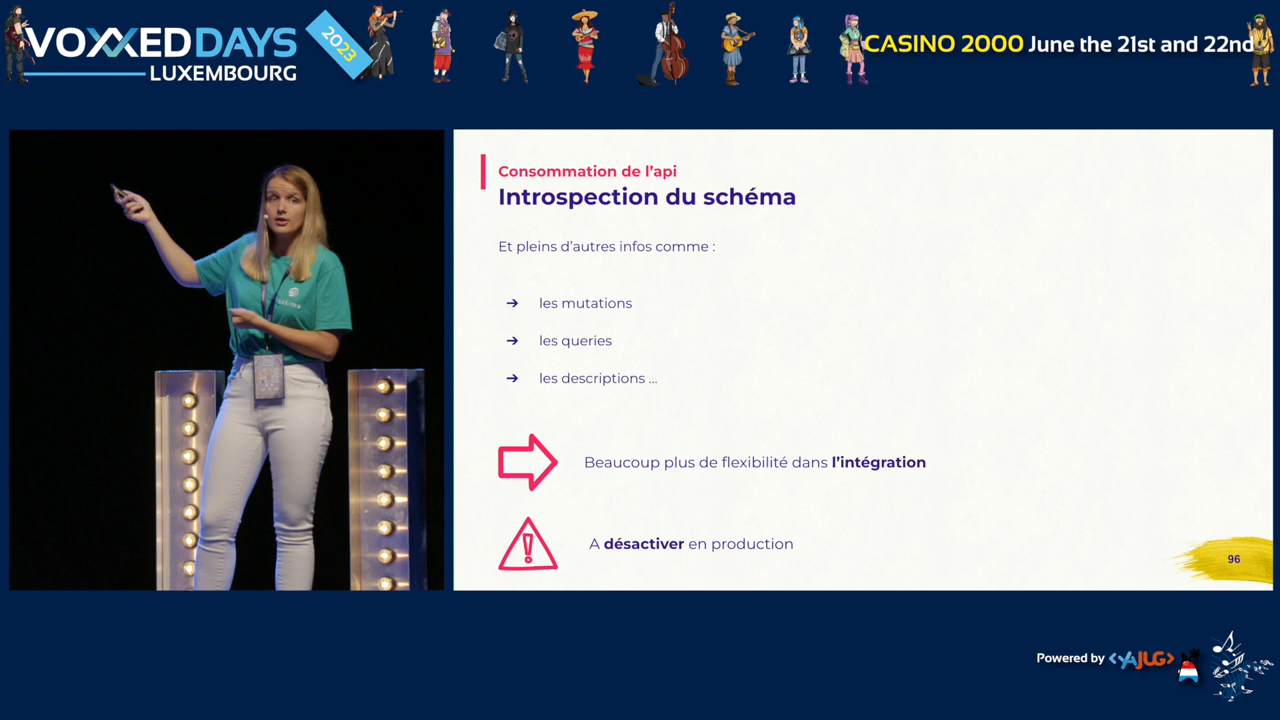 VOXXED DAYS
LUXEMBOURG
2023
CASINO 2000 June the 21st and 22nd
Consommation de l’api
Introspection du schéma
Et pleins d’autres infos comme :
➔ les mutations
➔ les queries
➔ les descriptions ...
Beaucoup plus de flexibilité dans l’intégration
!
A désactiver en production
96
Powered by <YAJUG>